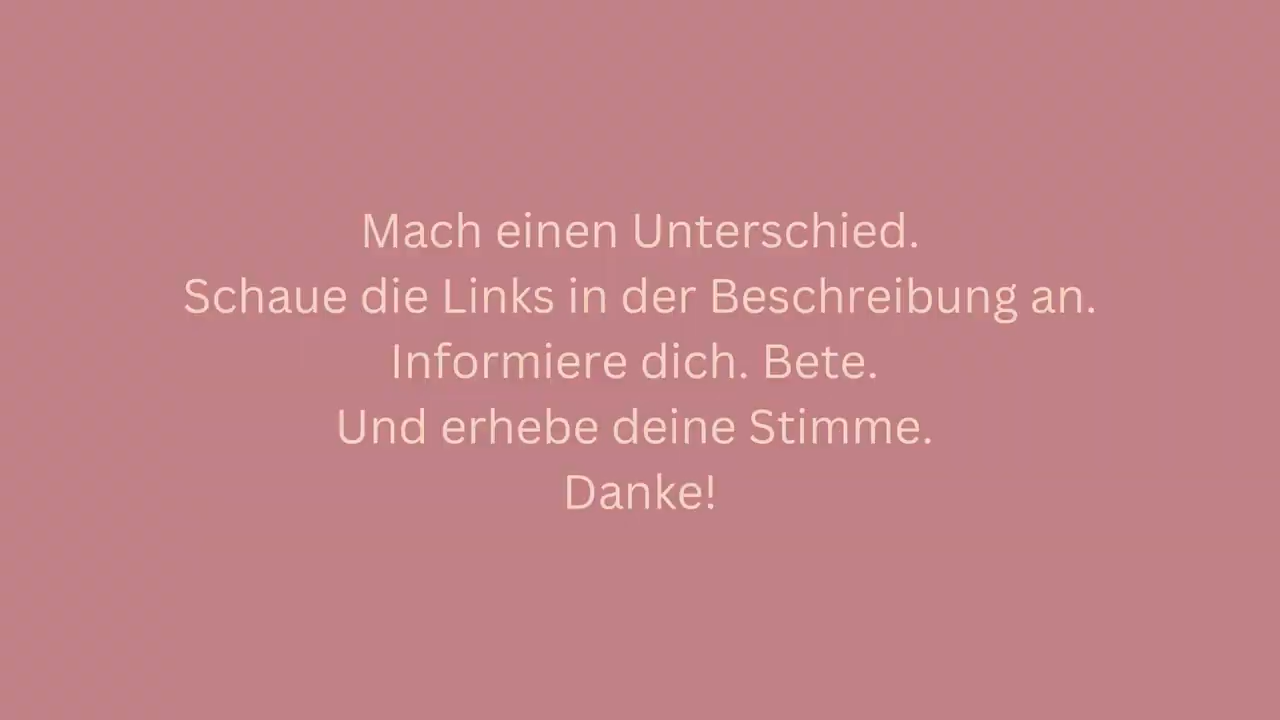 Mach einen Unterschied.
Schaue die Links in der Beschreibung an.
Informiere dich. Bete.
Und erhebe deine Stimme.
Danke!